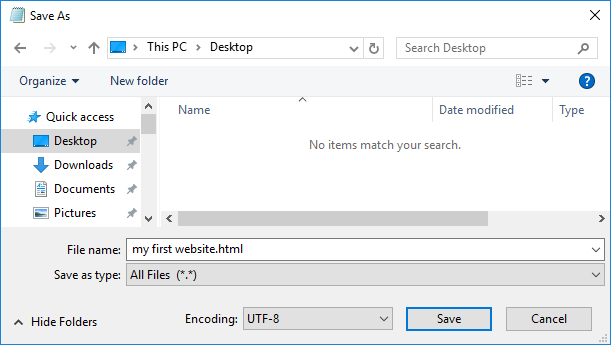 Save As
This PC > Desktop
Search Desktop
Organize
New folder
?
Name
Date modified
Type
Quick access
Desktop
Downloads
Documents
Pictures
No items match your search.
File name: my first website.html
Save as type: All Files (*.*)
Hide Folders
Encoding: UTF-8
Save
Cancel